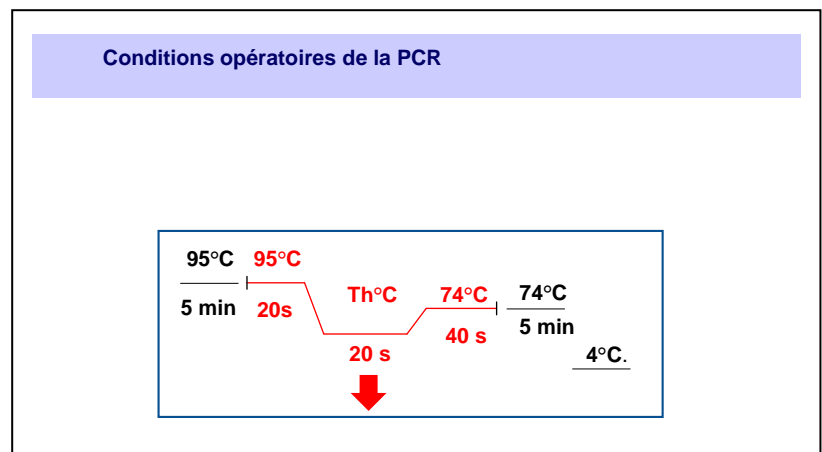 Conditions opératoires de la PCR
95°C 95°C
Th°C 74°C 74°C
5 min 20s
40 s 5 min
20 s 4°C.